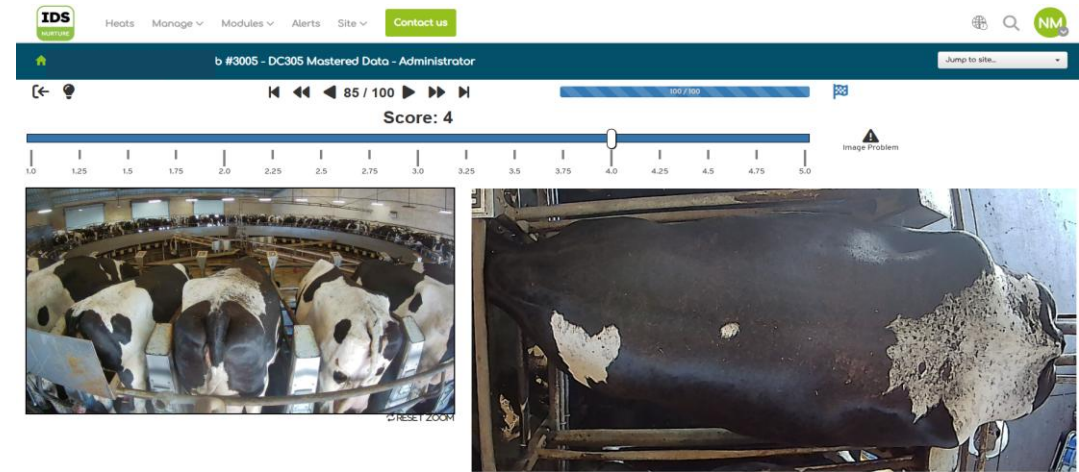 IDS
NURTURE
Heats Manage Modules Alerts Site Contact us
NM
b #3005 - DC305 Mastered Data - Administrator
Jump to site...
85 / 100
100 / 100
Score: 4
Image Problem
1.0 1.25 1.5 1.75 2.0 2.25 2.5 2.75 3.0 3.25 3.5 3.75 4.0 4.25 4.5 4.75 5.0
RESET ZOOM